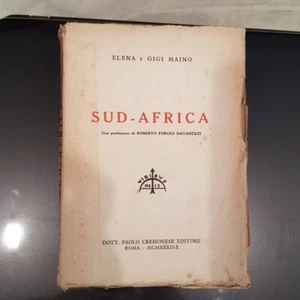 ELENA e GIGI MAINO
SUD-AFRICA
Con prefazione di ROBERTO FORGES DAVANZATI
DOTT. PAOLO CREMONESE EDITORE
ROMA - MCMXXXII-X